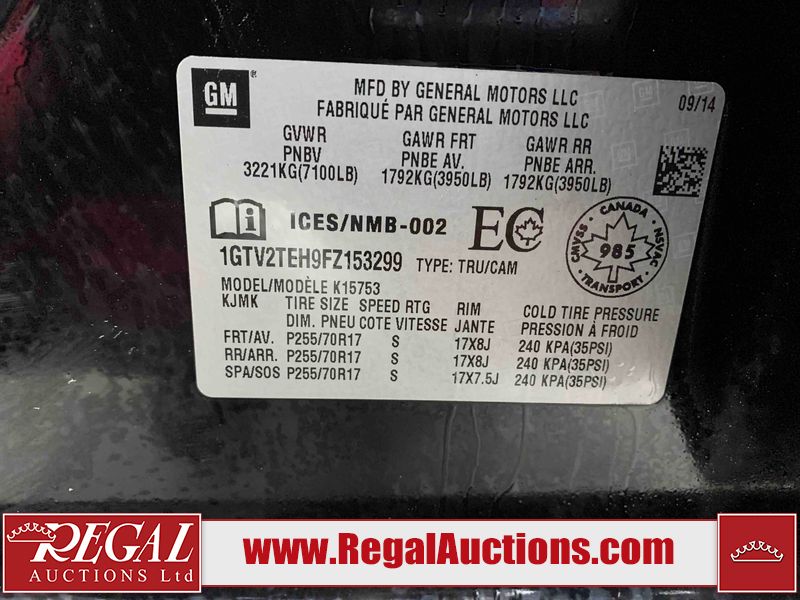 GM ®
MFD BY GENERAL MOTORS LLC
FABRIQUÉ PAR GENERAL MOTORS LLC
09/14
GVWR GAWR FRT GAWR RR
PNBV PNBE AV. PNBE ARR.
3221KG(7100LB) 1792KG(3950LB) 1792KG(3950LB)
ICES/NMB-002 EC
CANADA
CMVSS 985 NSVAC
TRANSPORT
1GTV2TEH9FZ153299 TYPE: TRU/CAM
MODEL/MODÈLE K15753
KJMK TIRE SIZE SPEED RTG RIM COLD TIRE PRESSURE
DIM. PNEU COTE VITESSE JANTE PRESSION À FROID
FRT/AV. P255/70R17 S 17X8J 240 KPA(35PSI)
RR/ARR. P255/70R17 S 17X8J 240 KPA(35PSI)
SPA/SOS P255/70R17 S 17X7.5J 240 KPA(35PSI)
REGAL
AUCTIONS Ltd
www.RegalAuctions.com